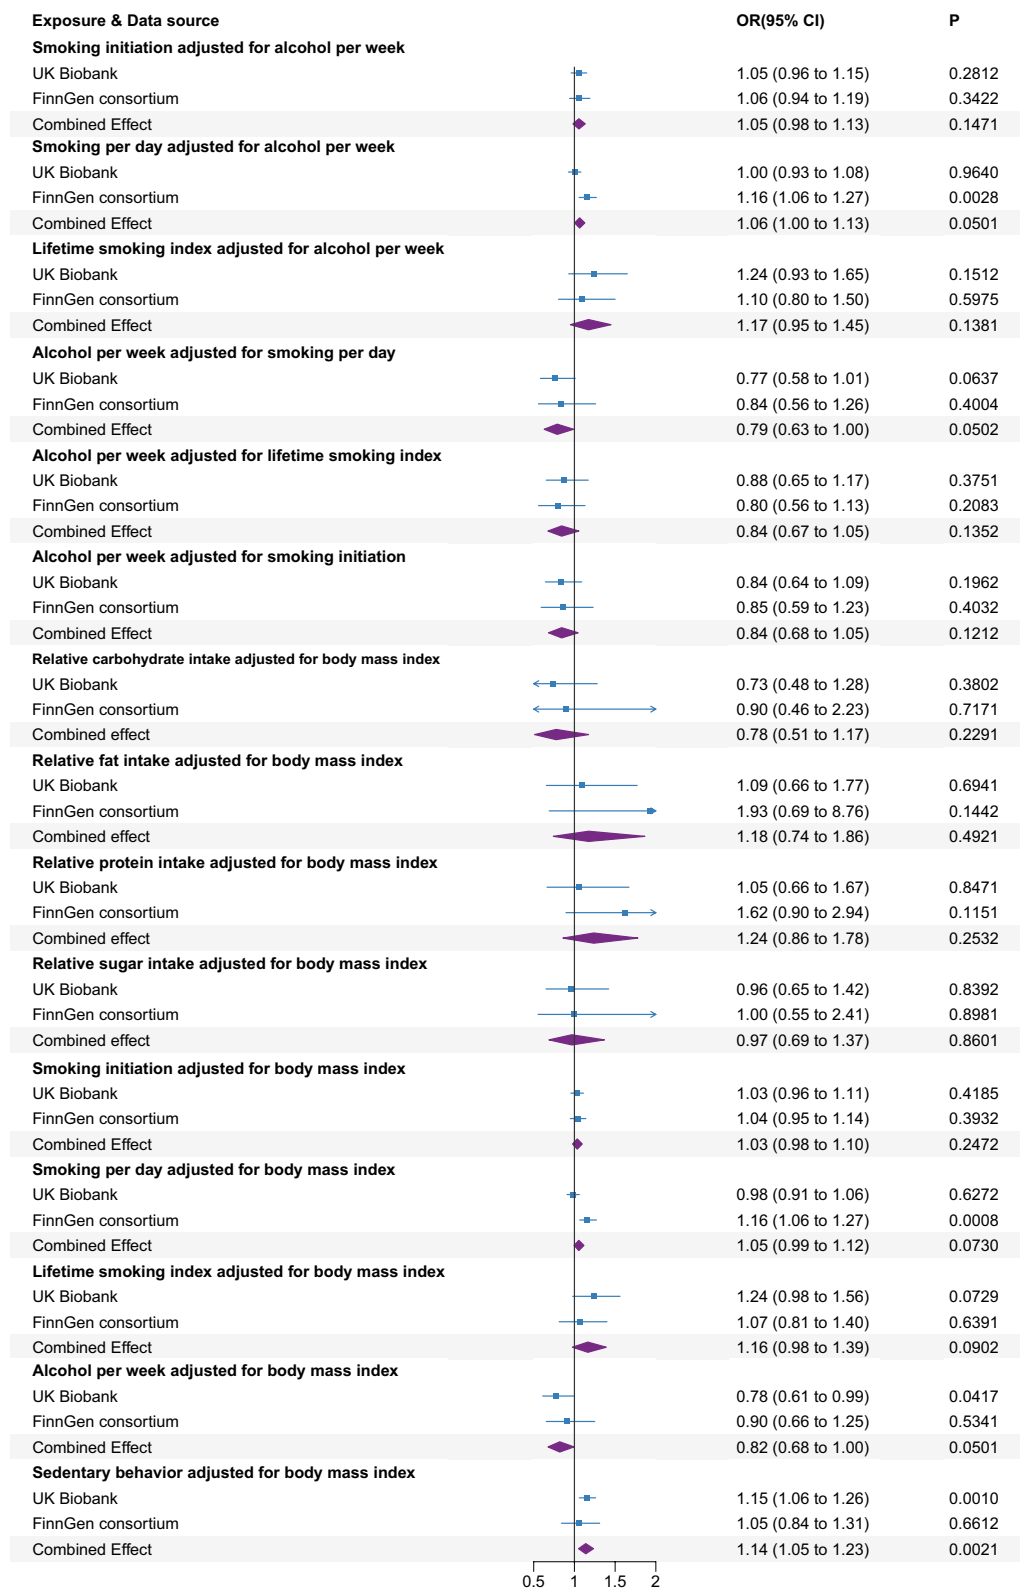 Exposure & Data source OR(95% CI) P
Smoking initiation adjusted for alcohol per week
UK Biobank 1.05 (0.96 to 1.15) 0.2812
FinnGen consortium 1.06 (0.94 to 1.19) 0.3422
Combined Effect 1.05 (0.98 to 1.13) 0.1471
Smoking per day adjusted for alcohol per week
UK Biobank 1.00 (0.93 to 1.08) 0.9640
FinnGen consortium 1.16 (1.06 to 1.27) 0.0028
Combined Effect 1.06 (1.00 to 1.13) 0.0501
Lifetime smoking index adjusted for alcohol per week
UK Biobank 1.24 (0.93 to 1.65) 0.1512
FinnGen consortium 1.10 (0.80 to 1.50) 0.5975
Combined Effect 1.17 (0.95 to 1.45) 0.1381
Alcohol per week adjusted for smoking per day
UK Biobank 0.77 (0.58 to 1.01) 0.0637
FinnGen consortium 0.84 (0.56 to 1.26) 0.4004
Combined Effect 0.79 (0.63 to 1.00) 0.0502
Alcohol per week adjusted for lifetime smoking index
UK Biobank 0.88 (0.65 to 1.17) 0.3751
FinnGen consortium 0.80 (0.56 to 1.13) 0.2083
Combined Effect 0.84 (0.67 to 1.05) 0.1352
Alcohol per week adjusted for smoking initiation
UK Biobank 0.84 (0.64 to 1.09) 0.1962
FinnGen consortium 0.85 (0.59 to 1.23) 0.4032
Combined Effect 0.84 (0.68 to 1.05) 0.1212
Relative carbohydrate intake adjusted for body mass index
UK Biobank 0.73 (0.48 to 1.28) 0.3802
FinnGen consortium 0.90 (0.46 to 2.23) 0.7171
Combined effect 0.78 (0.51 to 1.17) 0.2291
Relative fat intake adjusted for body mass index
UK Biobank 1.09 (0.66 to 1.77) 0.6941
FinnGen consortium 1.93 (0.69 to 8.76) 0.1442
Combined effect 1.18 (0.74 to 1.86) 0.4921
Relative protein intake adjusted for body mass index
UK Biobank 1.05 (0.66 to 1.67) 0.8471
FinnGen consortium 1.62 (0.90 to 2.94) 0.1151
Combined effect 1.24 (0.86 to 1.78) 0.2532
Relative sugar intake adjusted for body mass index
UK Biobank 0.96 (0.65 to 1.42) 0.8392
FinnGen consortium 1.00 (0.55 to 2.41) 0.8981
Combined effect 0.97 (0.69 to 1.37) 0.8601
Smoking initiation adjusted for body mass index
UK Biobank 1.03 (0.96 to 1.11) 0.4185
FinnGen consortium 1.04 (0.95 to 1.14) 0.3932
Combined Effect 1.03 (0.98 to 1.10) 0.2472
Smoking per day adjusted for body mass index
UK Biobank 0.98 (0.91 to 1.06) 0.6272
FinnGen consortium 1.16 (1.06 to 1.27) 0.0008
Combined Effect 1.05 (0.99 to 1.12) 0.0730
Lifetime smoking index adjusted for body mass index
UK Biobank 1.24 (0.98 to 1.56) 0.0729
FinnGen consortium 1.07 (0.81 to 1.40) 0.6391
Combined Effect 1.16 (0.98 to 1.39) 0.0902
Alcohol per week adjusted for body mass index
UK Biobank 0.78 (0.61 to 0.99) 0.0417
FinnGen consortium 0.90 (0.66 to 1.25) 0.5341
Combined Effect 0.82 (0.68 to 1.00) 0.0501
Sedentary behavior adjusted for body mass index
UK Biobank 1.15 (1.06 to 1.26) 0.0010
FinnGen consortium 1.05 (0.84 to 1.31) 0.6612
Combined Effect 1.14 (1.05 to 1.23) 0.0021
0.5 1 1.5 2